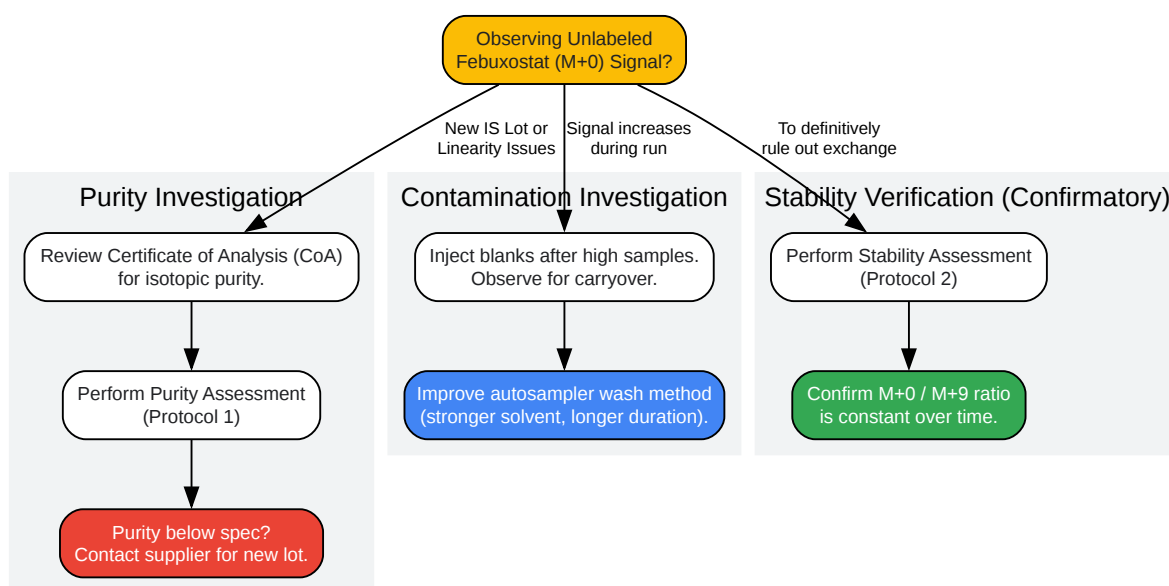 Observing Unlabeled
Febuxostat (M+0) Signal?
New IS Lot or
Linearity Issues
Signal increases
during run
To definitively
rule out exchange
Purity Investigation
Contamination Investigation
Stability Verification (Confirmatory)
Review Certificate of Analysis (CoA)
for isotopic purity.
Inject blanks after high samples.
Observe for carryover.
Perform Stability Assessment
(Protocol 2)
Perform Purity Assessment
(Protocol 1)
Improve autosampler wash method
(stronger solvent, longer duration).
Confirm M+0 / M+9 ratio
is constant over time.
Purity below spec?
Contact supplier for new lot.